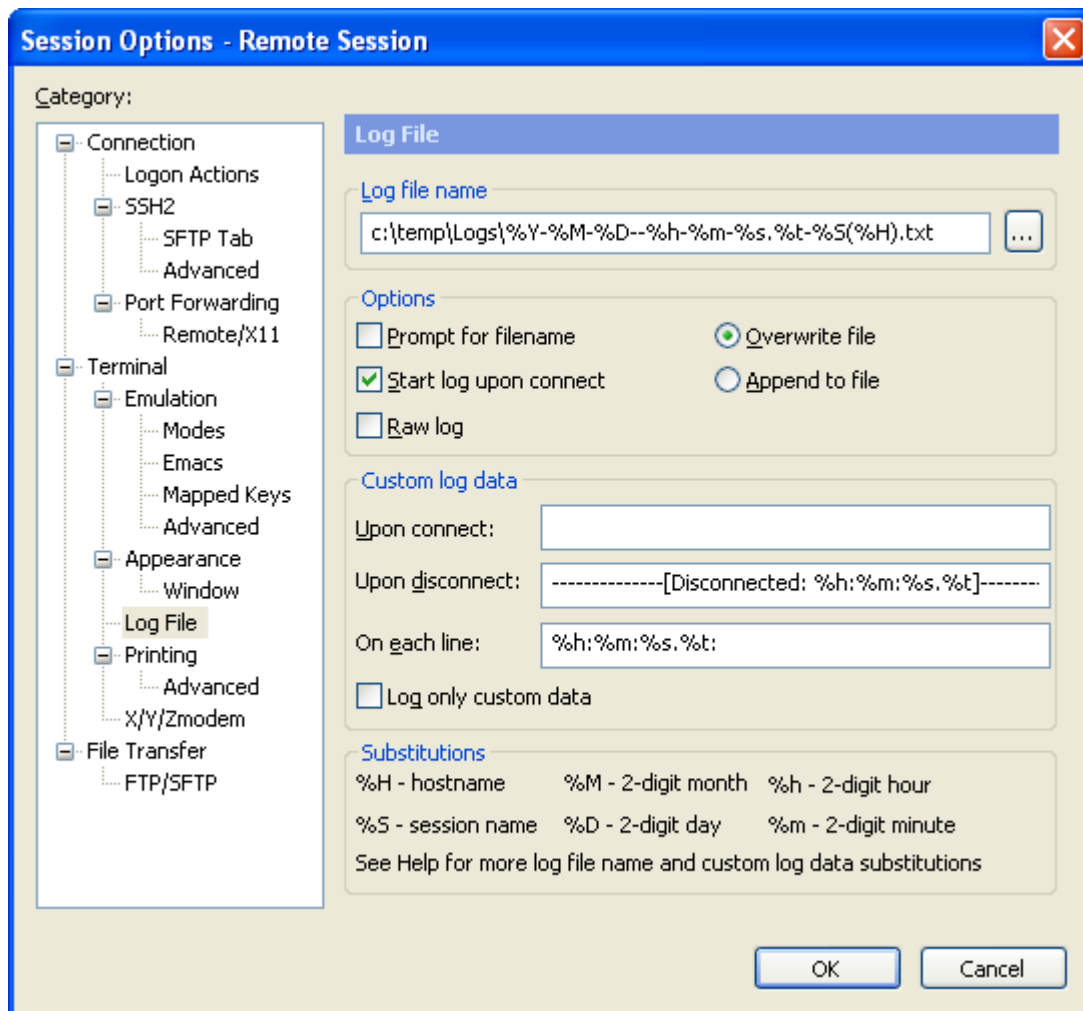 Session Options - Remote Session
Category:
Connection
Logon Actions
SSH2
SFTP Tab
Advanced
Port Forwarding
Remote/X11
Terminal
Emulation
Modes
Emacs
Mapped Keys
Advanced
Appearance
Window
Log File
Printing
Advanced
X/Y/Zmodem
File Transfer
FTP/SFTP
Log File
Log file name
c:\temp\Logs\%Y-%M-%D--%h-%m-%s.%t-%S(%H).txt
...
Options
Prompt for filename
Overwrite file
Start log upon connect
Append to file
Raw log
Custom log data
Upon connect:
Upon disconnect: --------------[Disconnected: %h:%m:%s.%t]--------
On each line: %h:%m:%s.%t:
Log only custom data
Substitutions
%H - hostname %M - 2-digit month %h - 2-digit hour
%S - session name %D - 2-digit day %m - 2-digit minute
See Help for more log file name and custom log data substitutions
OK Cancel